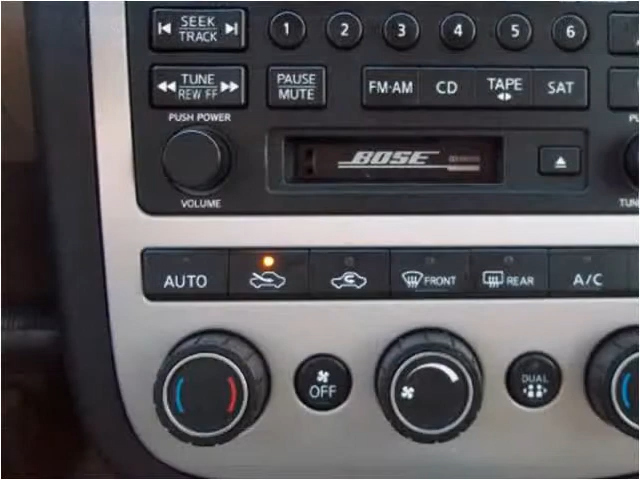 SEEK
TRACK
1 2 3 4 5 6
TUNE
REW FF
PAUSE
MUTE
FM·AM CD TAPE SAT
PUSH POWER
BOSE
VOLUME
TUN
AUTO
FRONT
REAR
A/C
OFF
DUAL